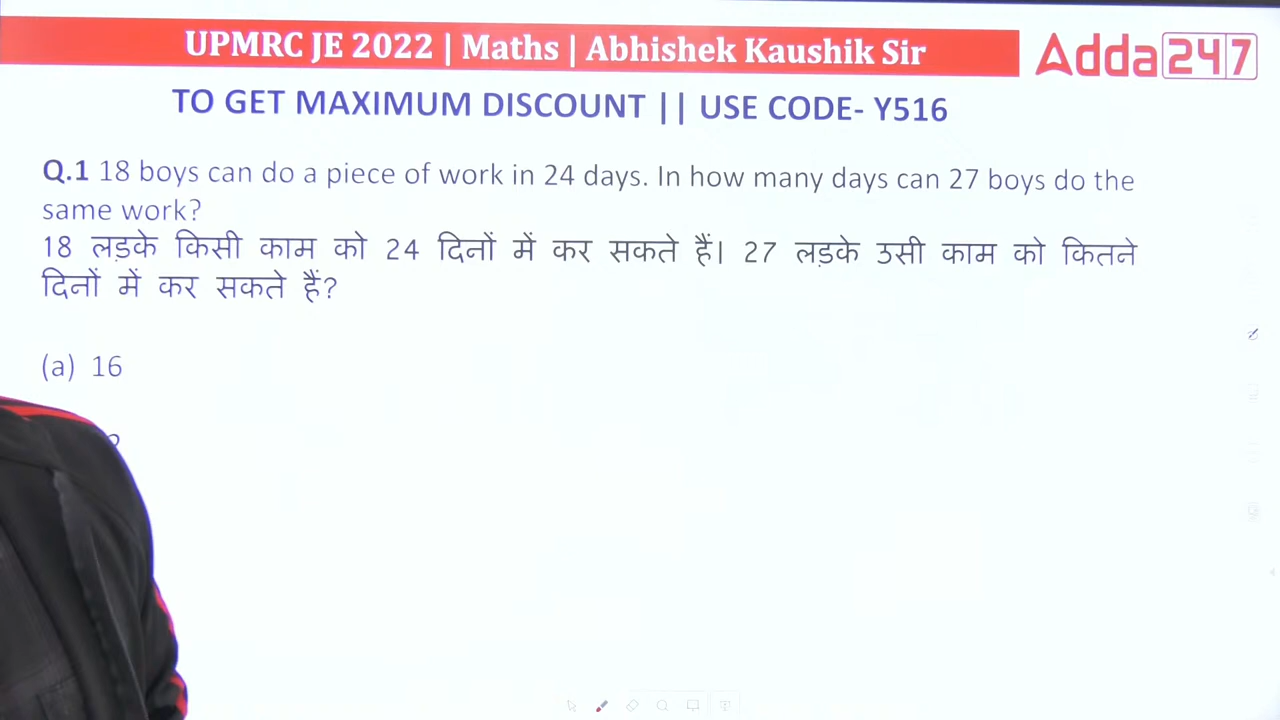 UPMRC JE 2022 | Maths | Abhishek Kaushik Sir
Adda247
TO GET MAXIMUM DISCOUNT || USE CODE- Y516
Q.1 18 boys can do a piece of work in 24 days. In how many days can 27 boys do the
same work?
18 लड़के किसी काम को 24 दिनों में कर सकते हैं। 27 लड़के उसी काम को कितने
दिनों में कर सकते हैं?
(a) 16